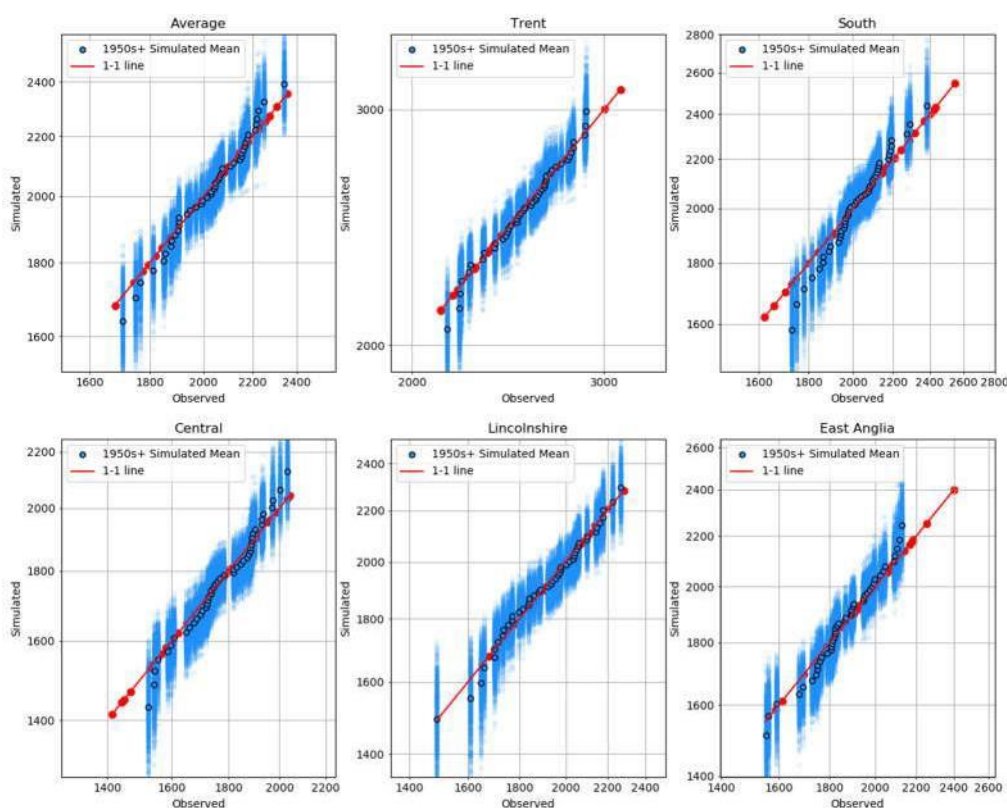 Average
1950s+ Simulated Mean
1-1 line
Simulated
2400
2200
2000
1800
1600
1600 1800 2000 2200 2400
Observed
Trent
1950s+ Simulated Mean
1-1 line
Simulated
3000
2000
2000 3000
Observed
South
1950s+ Simulated Mean
1-1 line
Simulated
2800
2600
2400
2200
2000
1800
1600
1600 1800 2000 2200 2400 2600 2800
Observed
Central
1950s+ Simulated Mean
1-1 line
Simulated
2200
2000
1800
1600
1400
1400 1600 1800 2000
Observed
Lincolnshire
1950s+ Simulated Mean
1-1 line
Simulated
2400
2200
2000
1800
1600
1400
1400 1600 1800 2000 2200 2400
Observed
East Anglia
1950s+ Simulated Mean
1-1 line
Simulated
2600
2400
2200
2000
1800
1600
1400
1400 1600 1800 2000 2200 2400 2600
Observed